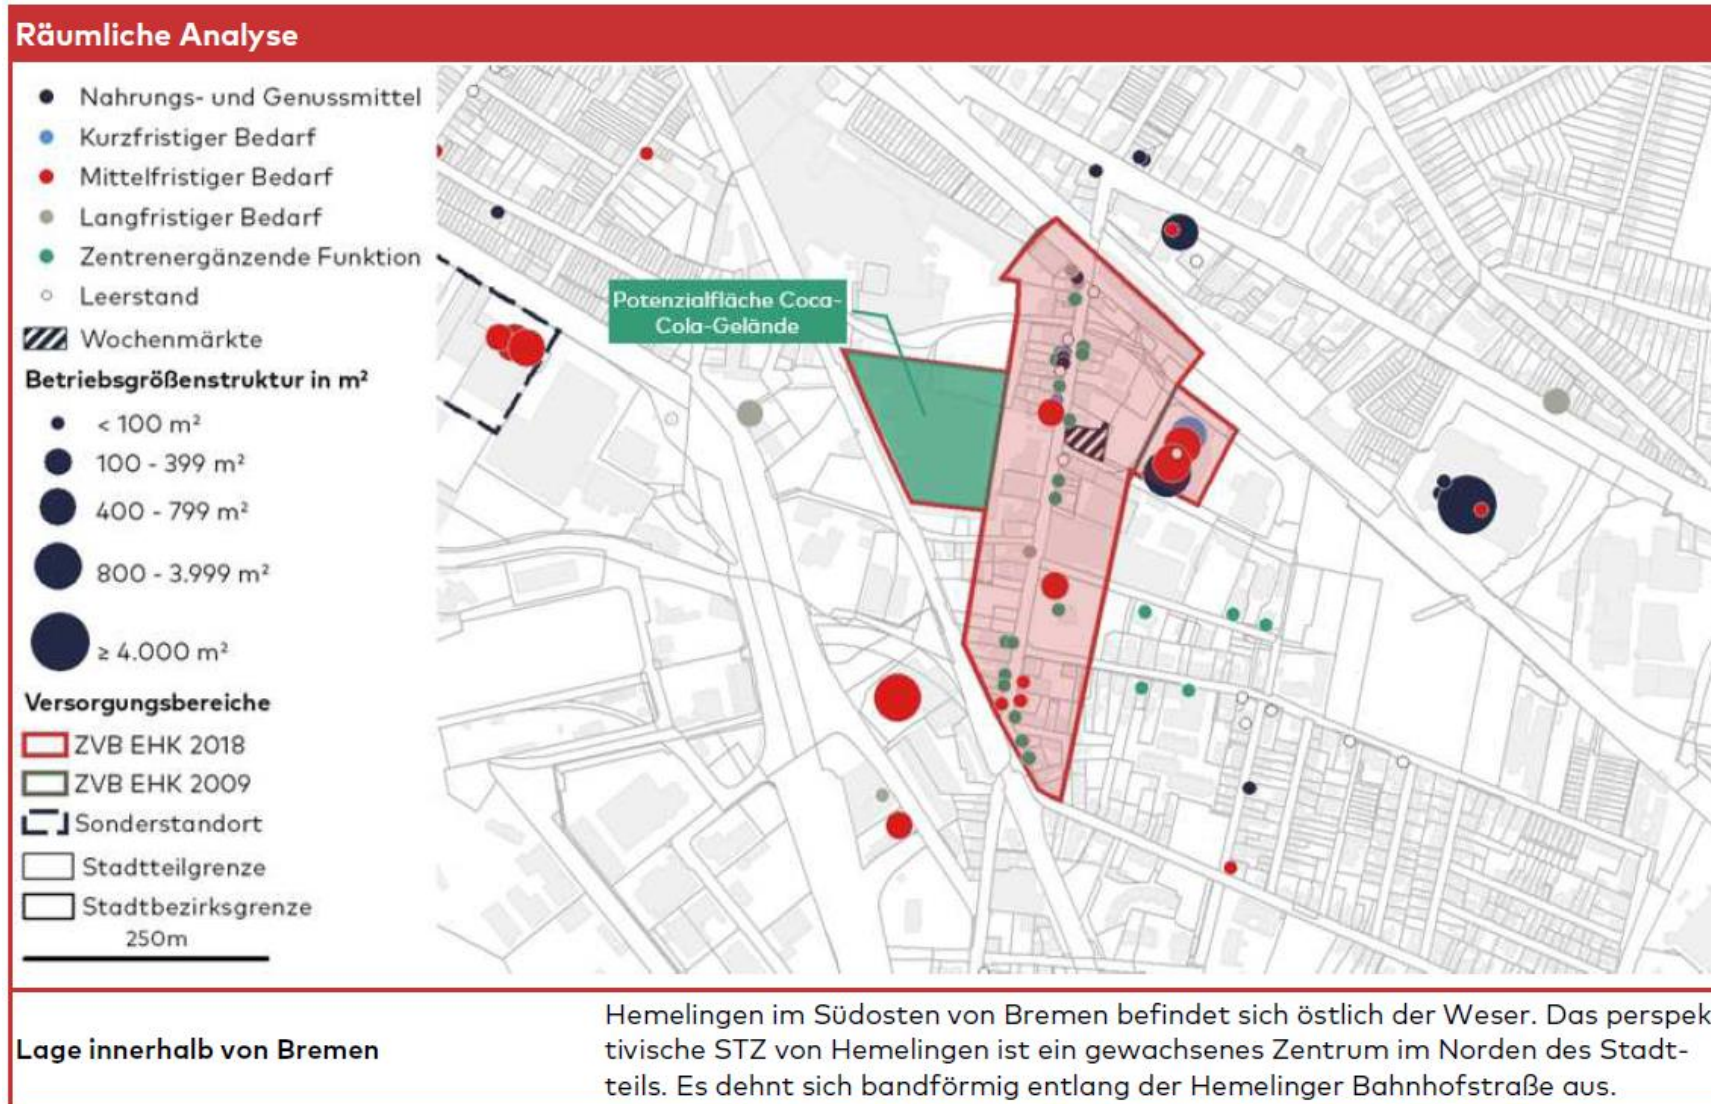 Räumliche Analyse
Nahrungs- und Genussmittel
Kurzfristiger Bedarf
Mittelfristiger Bedarf
Langfristiger Bedarf
Zentrenergänzende Funktion
Leerstand
Wochenmärkte
Betriebsgrößenstruktur in m²
< 100 m²
100 - 399 m²
400 - 799 m²
800 - 3.999 m²
≥ 4.000 m²
Versorgungsbereiche
ZVB EHK 2018
ZVB EHK 2009
Sonderstandort
Stadtteilgrenze
Stadtbezirksgrenze
250m
Potenzialfläche Coca-
Cola-Gelände
Lage innerhalb von Bremen
Hemelingen im Südosten von Bremen befindet sich östlich der Weser. Das perspek
tivische STZ von Hemelingen ist ein gewachsenes Zentrum im Norden des Stadt-
teils. Es dehnt sich bandförmig entlang der Hemelinger Bahnhofstraße aus.